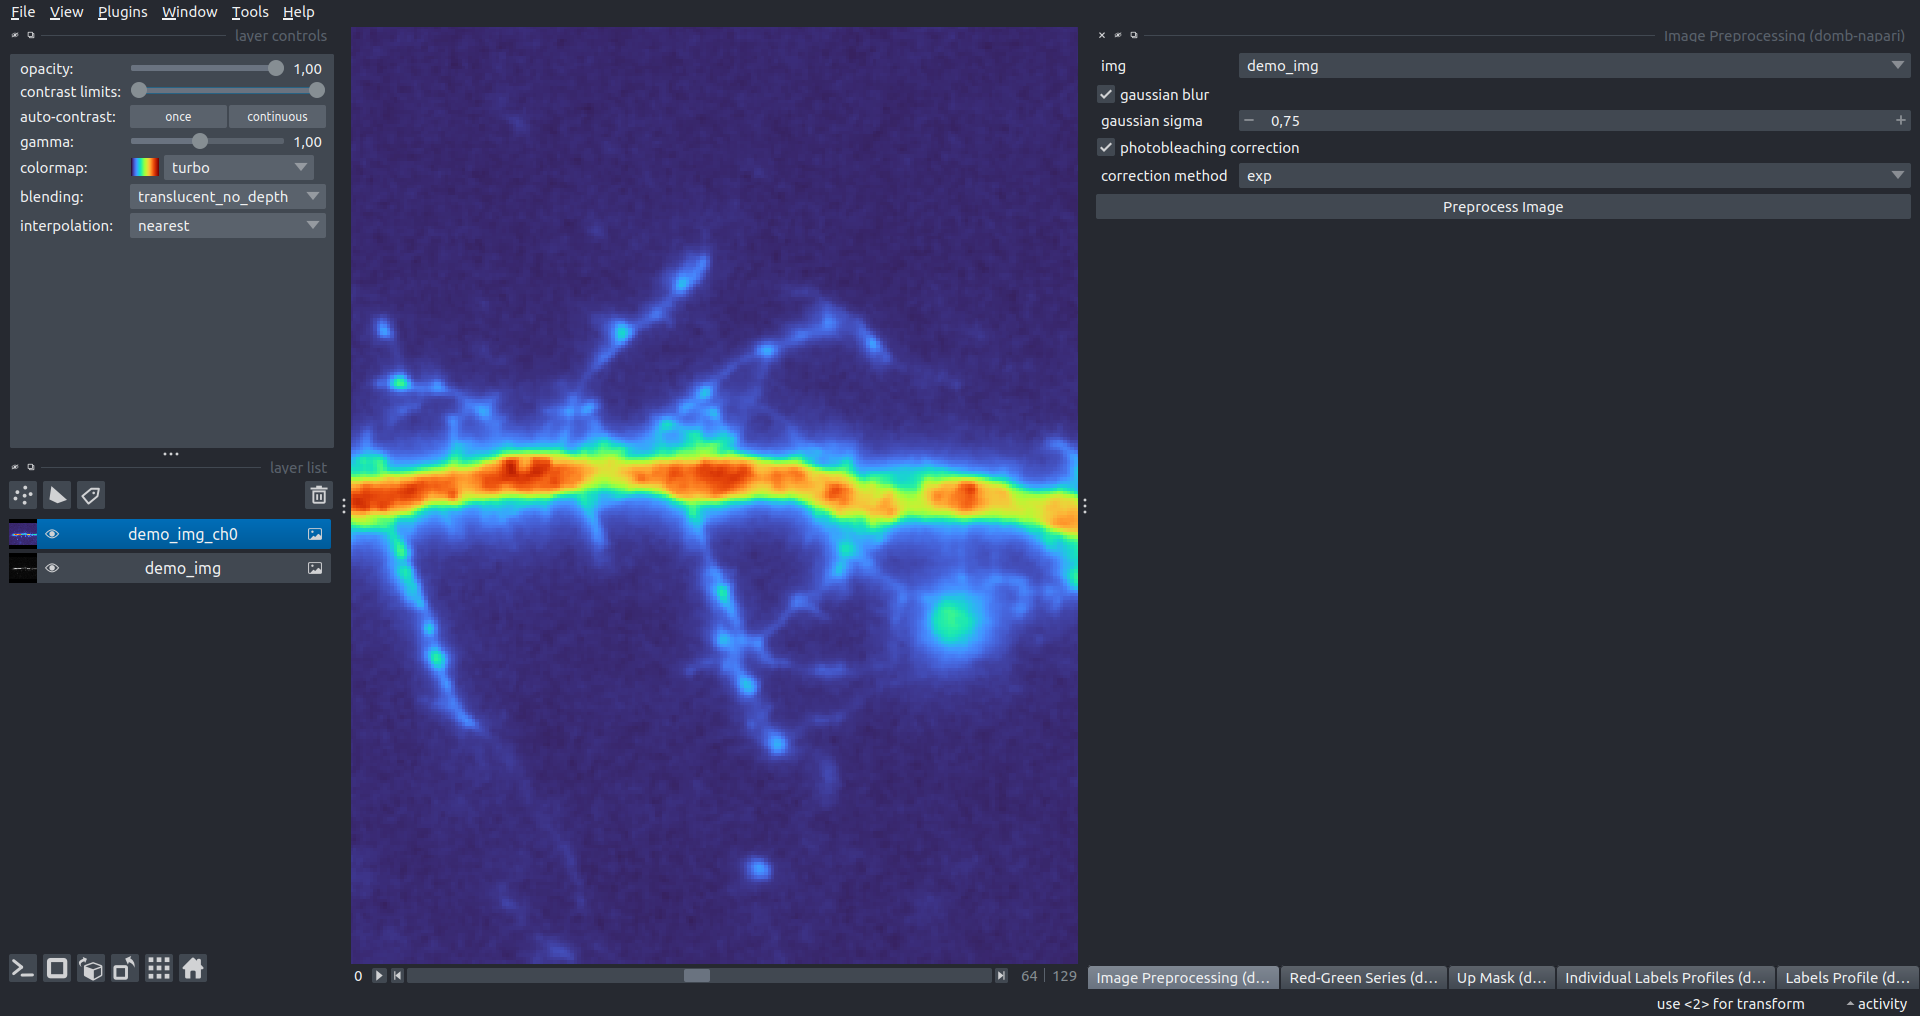 File View Plugins Window Tools Help
layer controls
opacity: 1,00
contrast limits:
auto-contrast: once continuous
gamma: 1,00
colormap: turbo
blending: translucent_no_depth
interpolation: nearest
layer list
demo_img_ch0
demo_img
0 64 129
Image Preprocessing (domb-napari)
img demo_img
gaussian blur
gaussian sigma 0,75
photobleaching correction
correction method exp
Preprocess Image
Image Preprocessing (d... Red-Green Series (d... Up Mask (d... Individual Labels Profiles (d... Labels Profile (d...
use <2> for transform activity